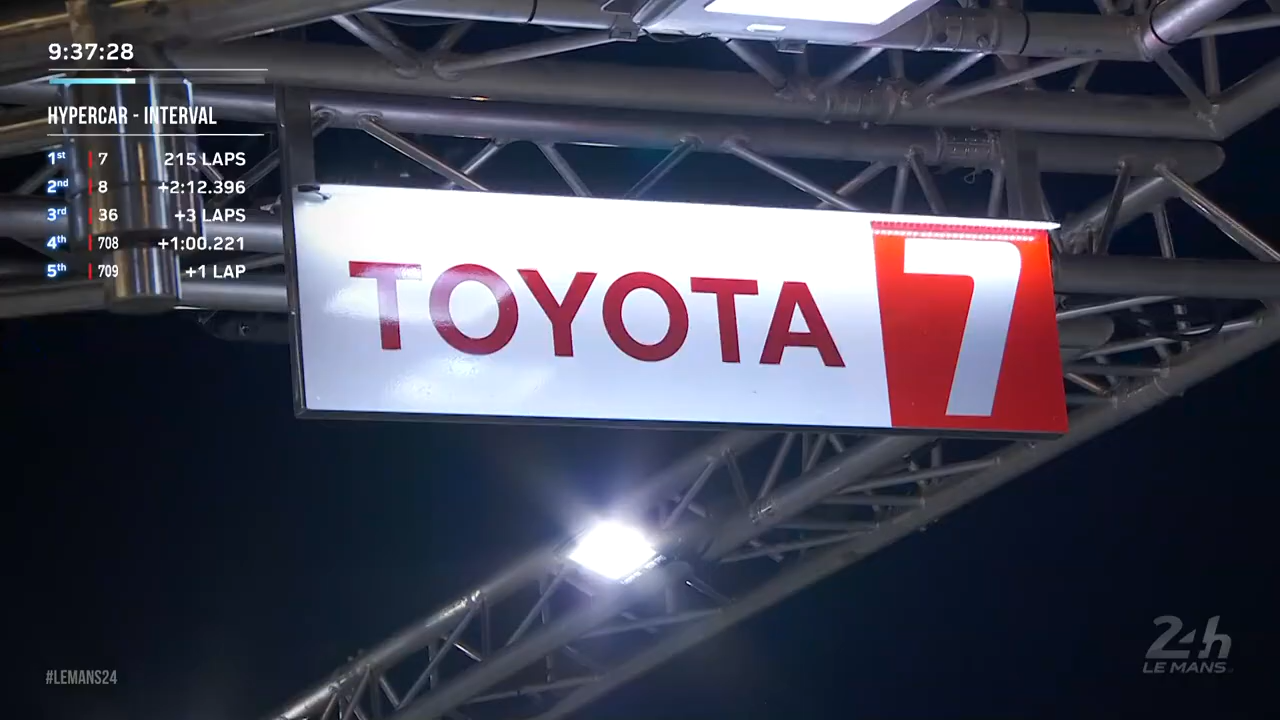 9:37:28
HYPERCAR - INTERVAL
1st 7 215 LAPS
2nd 8 +2:12.396
3rd 36 +3 LAPS
4th 708 +1:00.221
5th 709 +1 LAP
TOYOTA 7
24h
LE MANS
#LEMANS24